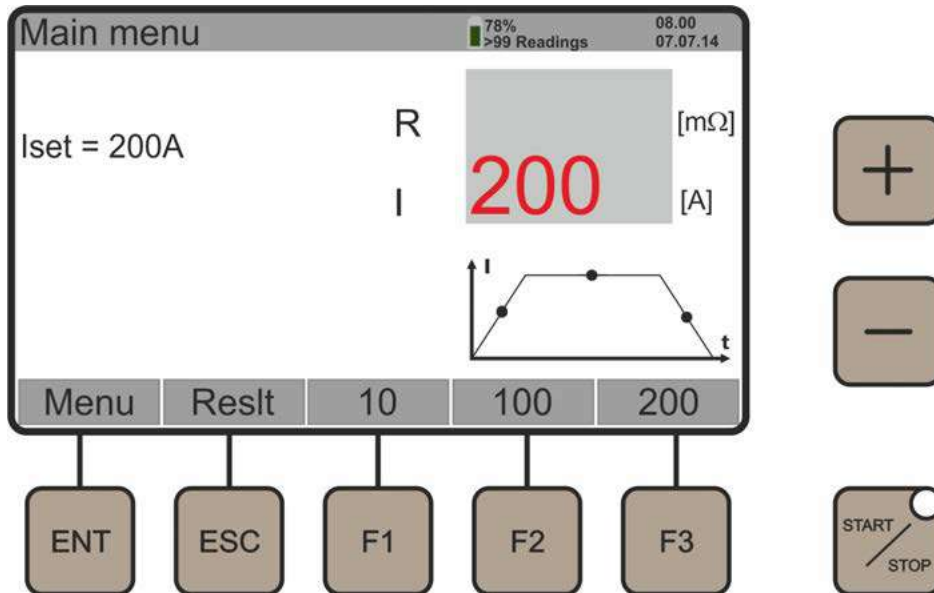 Main menu
78%
>99 Readings
08.00
07.07.14
Iset = 200A
R
[mΩ]
I
200
[A]
I
t
Menu
Reslt
10
100
200
+
−
ENT
ESC
F1
F2
F3
START
STOP